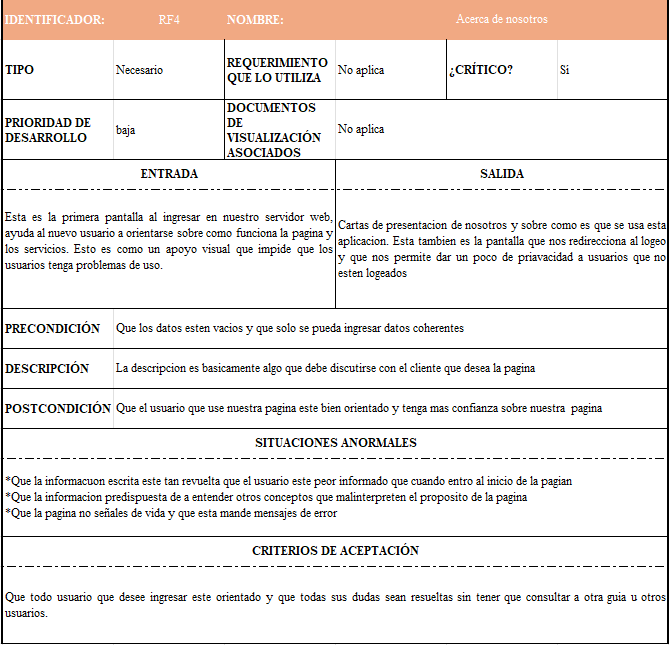 IDENTIFICADOR: RF4 NOMBRE: Acerca de nosotros
TIPO Necesario REQUERIMIENTO QUE LO UTILIZA No aplica ¿CRÍTICO? Sí
PRIORIDAD DE DESARROLLO baja DOCUMENTOS DE VISUALIZACIÓN ASOCIADOS No aplica
ENTRADA SALIDA
Esta es la primera pantalla al ingresar en nuestro servidor web,
ayuda al nuevo usuario a orientarse sobre como funciona la pagina y
los servicios. Esto es como un apoyo visual que impide que los
usuarios tenga problemas de uso.
Cartas de presentacion de nosotros y sobre como es que se usa esta
aplicacion. Esta tambien es la pantalla que nos redirecciona al logeo
y que nos permite dar un poco de priavacidad a usuarios que no
esten logeados
PRECONDICIÓN Que los datos esten vacios y que solo se pueda ingresar datos coherentes
DESCRIPCIÓN La descripcion es basicamente algo que debe discutirse con el cliente que desea la pagina
POSTCONDICIÓN Que el usuario que use nuestra pagina este bien orientado y tenga mas confianza sobre nuestra pagina
SITUACIONES ANORMALES
*Que la informacuon escrita este tan revuelta que el usuario este peor informado que cuando entro al inicio de la pagian
*Que la informacion predispuesta de a entender otros conceptos que malinterpreten el proposito de la pagina
*Que la pagina no señales de vida y que esta mande mensajes de error
CRITERIOS DE ACEPTACIÓN
Que todo usuario que desee ingresar este orientado y que todas sus dudas sean resueltas sin tener que consultar a otra guia u otros
usuarios.